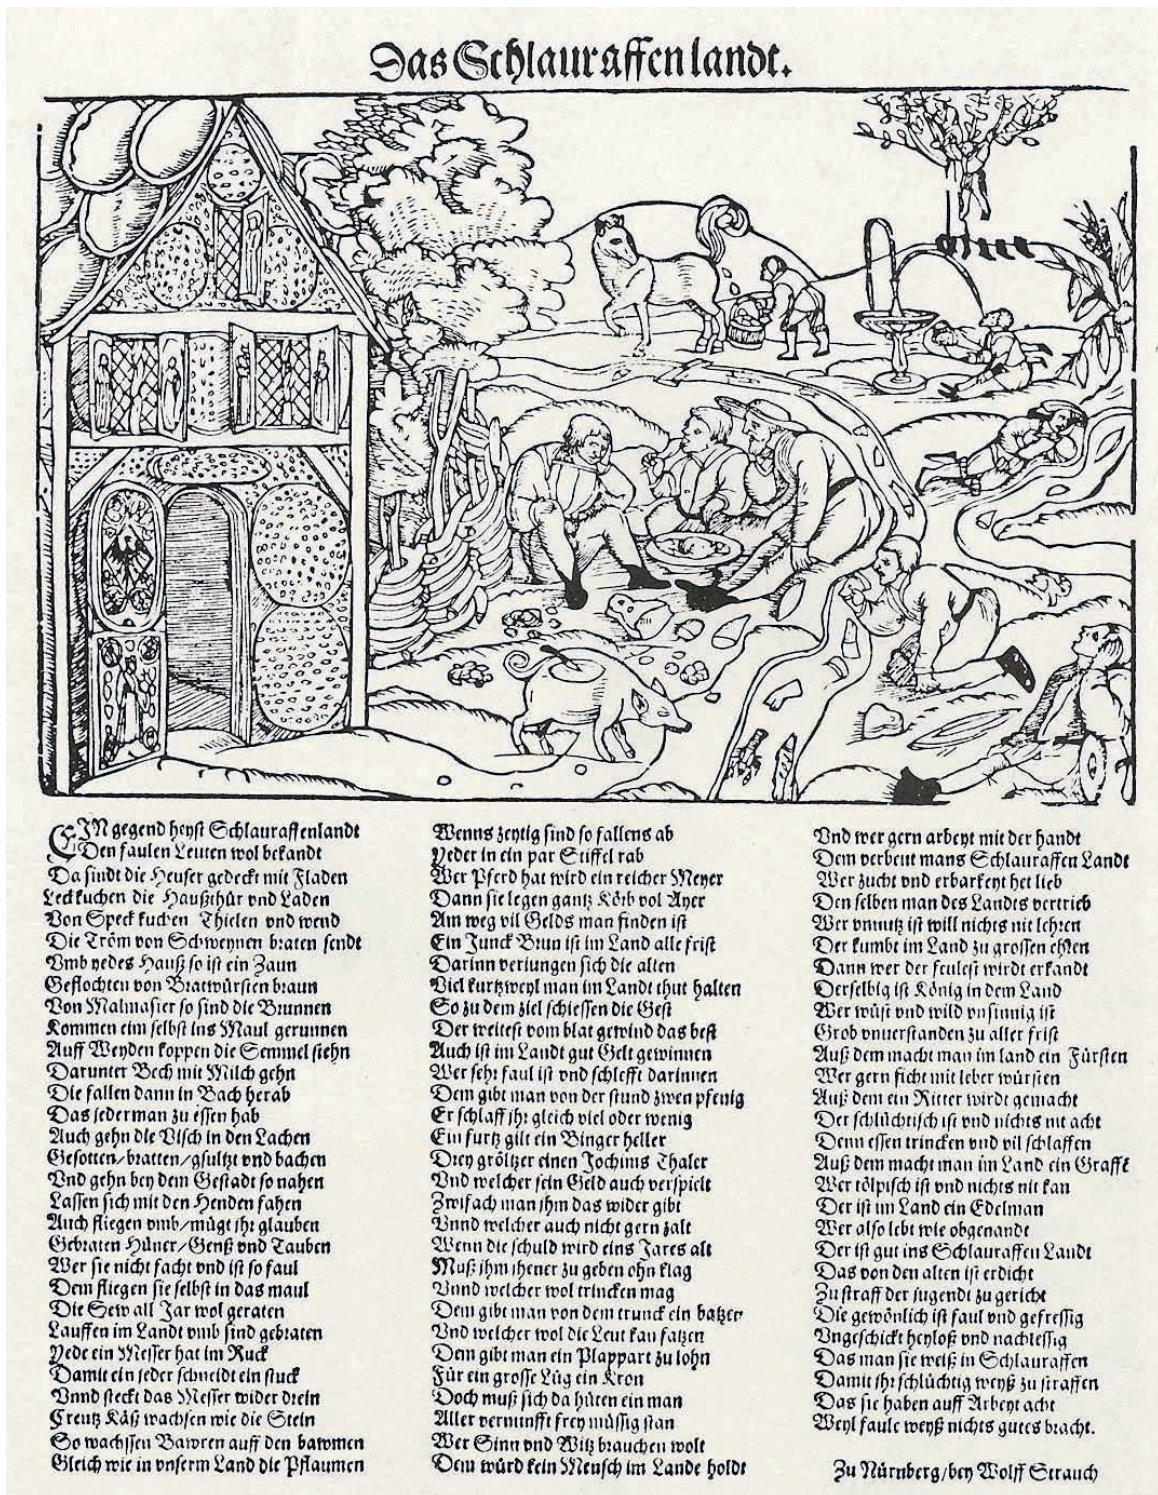 Das Schlauraffenlandt.
EIN gegend heyst Schlauraffenlandt
Den faulen Leuten wol bekandt
Da sindt die Heuser gedeckt mit Fladen
Leckkuchen die Haußthür vnd Laden
Von Speckkuchen Thielen vnd wend
Die Tröm von Schweynen braten sendt
Vmb yedes Hauß so ist ein Zaun
Geflochten von Bratwürsten braun
Von Malmasier so sind die Brunnen
Kommen eim selbst ins Maul gerunnen
Auff Weyden koppen die Semmel stehn
Darunter Bech mit Milch gehn
Die fallen dann in Bach herab
Das jederman zu essen hab
Auch gehn die Visch in den Lachen
Gesotten/bratten/gsultzt vnd bachen
Vnd gehn bey dem Gestadt so nahen
Lassen sich mit den Henden fahen
Auch fliegen vmb/mügt jhr glauben
Gebraten Hüner/Genß vnd Tauben
Wer sie nicht facht vnd ist so faul
Dem fliegen sie selbst in das maul
Die Sew all Jar wol geraten
Lauffen im Landt vmb sind gebraten
Yede ein Messer hat im Ruck
Damit ein jeder schneidt ein stuck
Vnnd steckt das Messer wider drein
Creutz Käß wachsen wie die Stein
So wachssen Bawren auff den bawmen
Gleich wie in vnserm Land die Pflaumen
Wenns zeytig sind so fallens ab
Yeder in ein par Stiffel rab
Wer Pferd hat wird ein reicher Meyer
Dann sie legen gantz Körb vol Ayer
Am weg vil Gelds man finden ist
Ein Junck Brun ist im Land alle frist
Darinn veriungen sich die alten
Viel kurtzweyl man im Landt thut halten
So zu dem ziel schiessen die Gest
Der weitest vom blat gewind das best
Auch ist im Landt gut Gelt gewinnen
Wer sehr faul ist vnd schlefft darinnen
Dem gibt man von der stund zwen pfenig
Er schlaff jhr gleich viel oder wenig
Ein furtz gilt ein Binger heller
Drey gröltzer einen Jochims Thaler
Vnd welcher sein Geld auch verspielt
Zwifach man jhm das wider gibt
Vnnd welcher auch nicht gern zalt
Wenn die schuld wird eins Jares alt
Muß jhm jhener zu geben ohn klag
Vnnd welcher wol trincken mag
Dem gibt man von dem trunck ein batzen
Vnd welcher wol die Leut kan fatzen
Dem gibt man ein Plappart zu lohn
Für ein grosse Lüg ein Kron
Doch muß sich da hüten ein man
Aller vernunfft frey müssig stan
Wer Sinn vnd Witz brauchen wolt
Dem würd kein Mensch im Lande holdt
Vnd wer gern arbeyt mit der handt
Dem verbeut mans Schlauraffen Landt
Wer zucht vnd erbarkeyt het lieb
Den selben man des Landts vertrieb
Wer vnnutz ist will nichts nit lehren
Der kumbt im Land zu grossen ehren
Dann wer der feulest wirdt erkandt
Derselbig ist König in dem Land
Wer wüst vnd wild vnsinnig ist
Grob vnuerstanden zu aller frist
Auß dem macht man im land ein Fürsten
Wer gern ficht mit leber würsten
Auß dem ein Ritter wirdt gemacht
Der schlüchtisch ist vnd nichts nit acht
Denn essen trincken vnd vil schlaffen
Auß dem macht man im Land ein Graffe
Wer tölpisch ist vnd nichts nit kan
Der ist im Land ein Edelman
Wer also lebt wie obgenandt
Der ist gut ins Schlauraffen Landt
Das von den alten ist erdicht
Zu straff der jugendt zu gericht
Die gewönlich ist faul vnd gefressig
Vngeschickt heyloß vnd nachlessig
Das man sie weiß in Schlauraffen
Damit jhr schlüchtig weyß zu straffen
Das sie haben auff Arbeyt acht
Weyl faule weyß nichts gutes bracht.
Zu Nürnberg/bey Wolff Strauch